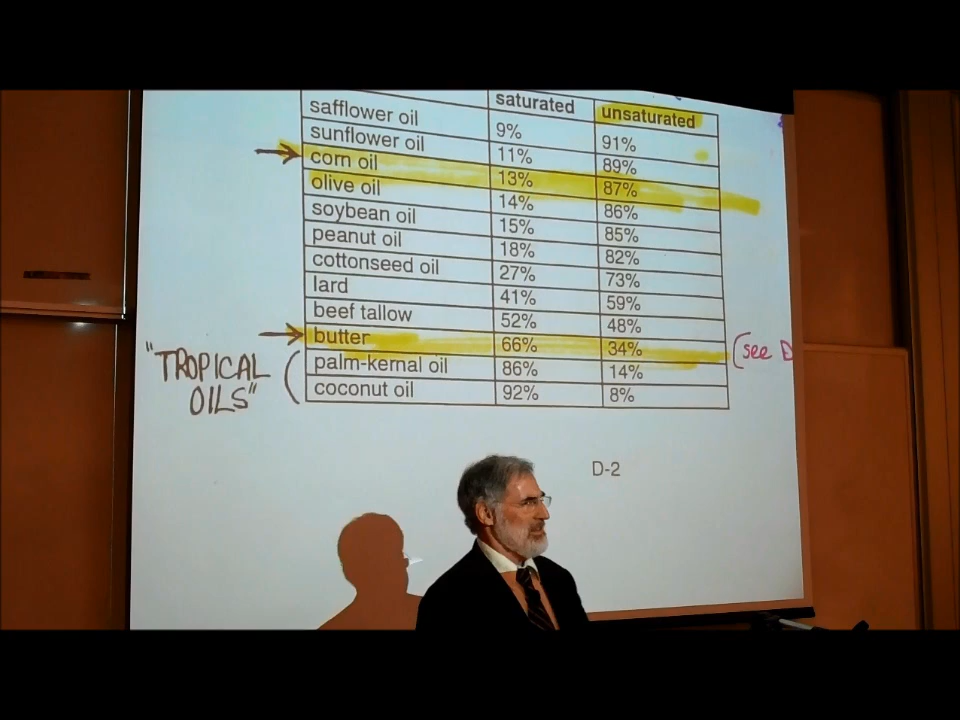 saturated unsaturated
safflower oil 9% 91%
sunflower oil 11% 89%
corn oil 13% 87%
olive oil 14% 86%
soybean oil 15% 85%
peanut oil 18% 82%
cottonseed oil 27% 73%
lard 41% 59%
beef tallow 52% 48%
butter 66% 34% (see D
palm-kernal oil 86% 14%
coconut oil 92% 8%
"TROPICAL
OILS"
D-2